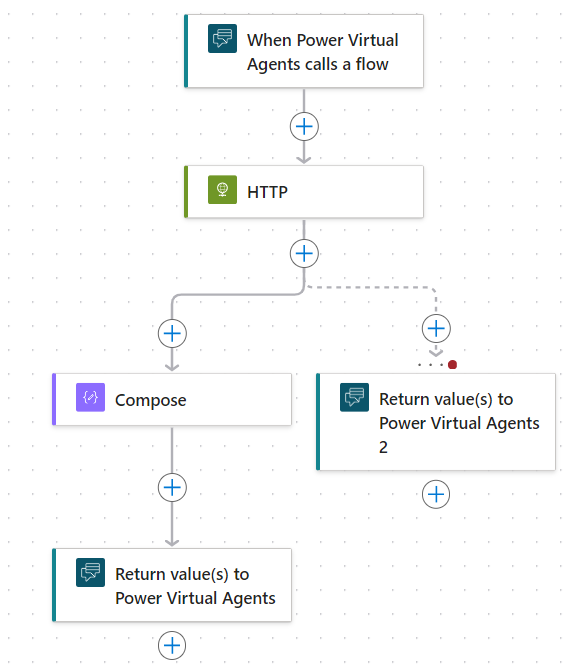 When Power Virtual
Agents calls a flow
HTTP
Compose
Return value(s) to
Power Virtual Agents
2
Return value(s) to
Power Virtual Agents